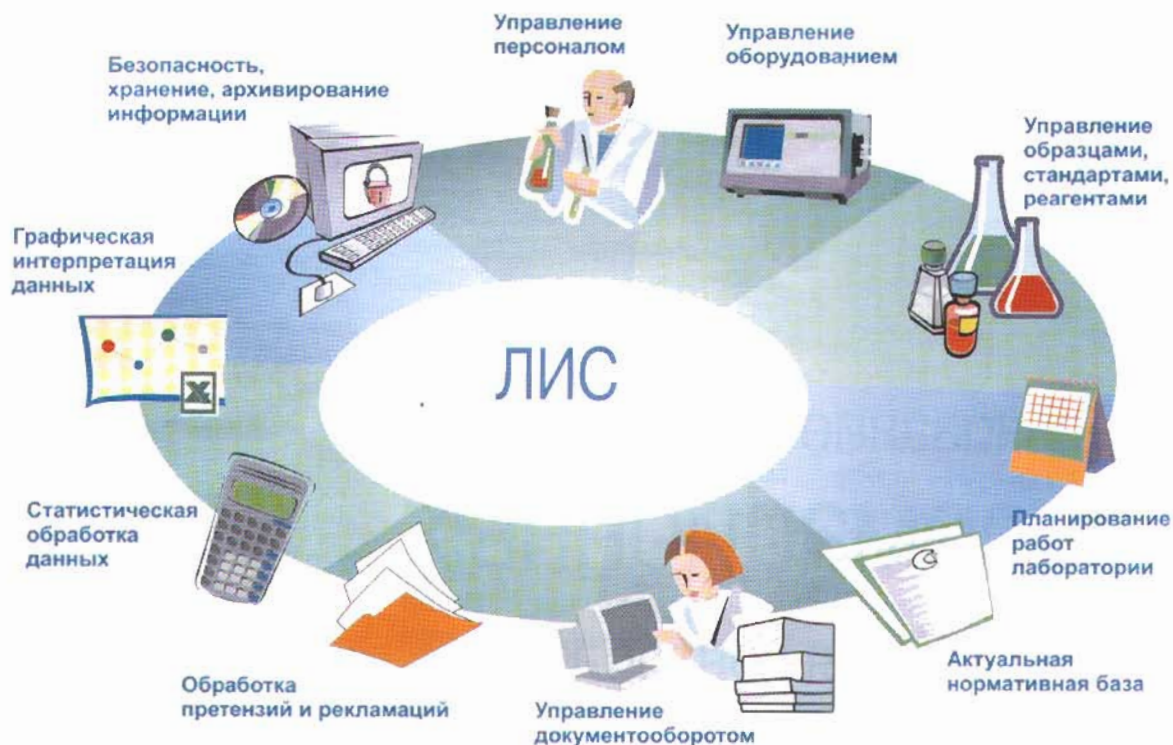 Управление
персоналом
Управление
оборудованием
Безопасность,
хранение, архивирование
информации
Управление
образцами,
стандартами,
реагентами
Графическая
интерпретация
данных
ЛИС
Статистическая
обработка
данных
Планирование
работ
лаборатории
Актуальная
нормативная база
Обработка
претензий и рекламаций
Управление
документооборотом